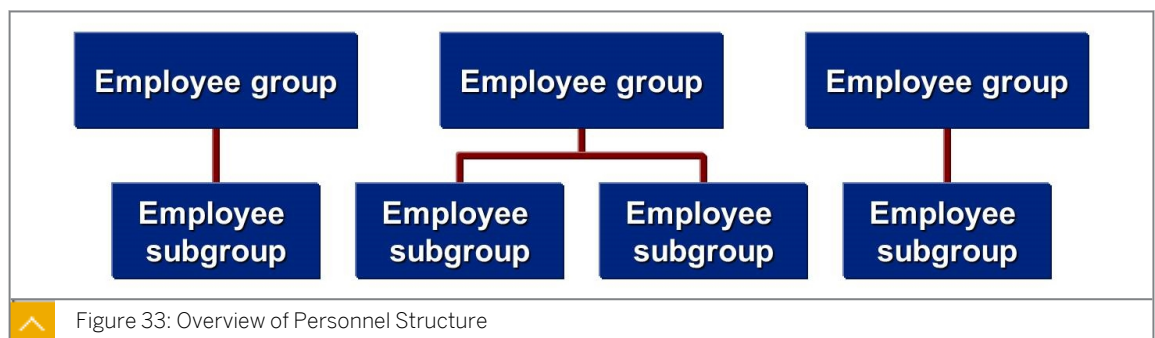 Employee group
Employee group
Employee group
Employee
subgroup
Employee
subgroup
Employee
subgroup
Employee
subgroup
Figure 33: Overview of Personnel Structure